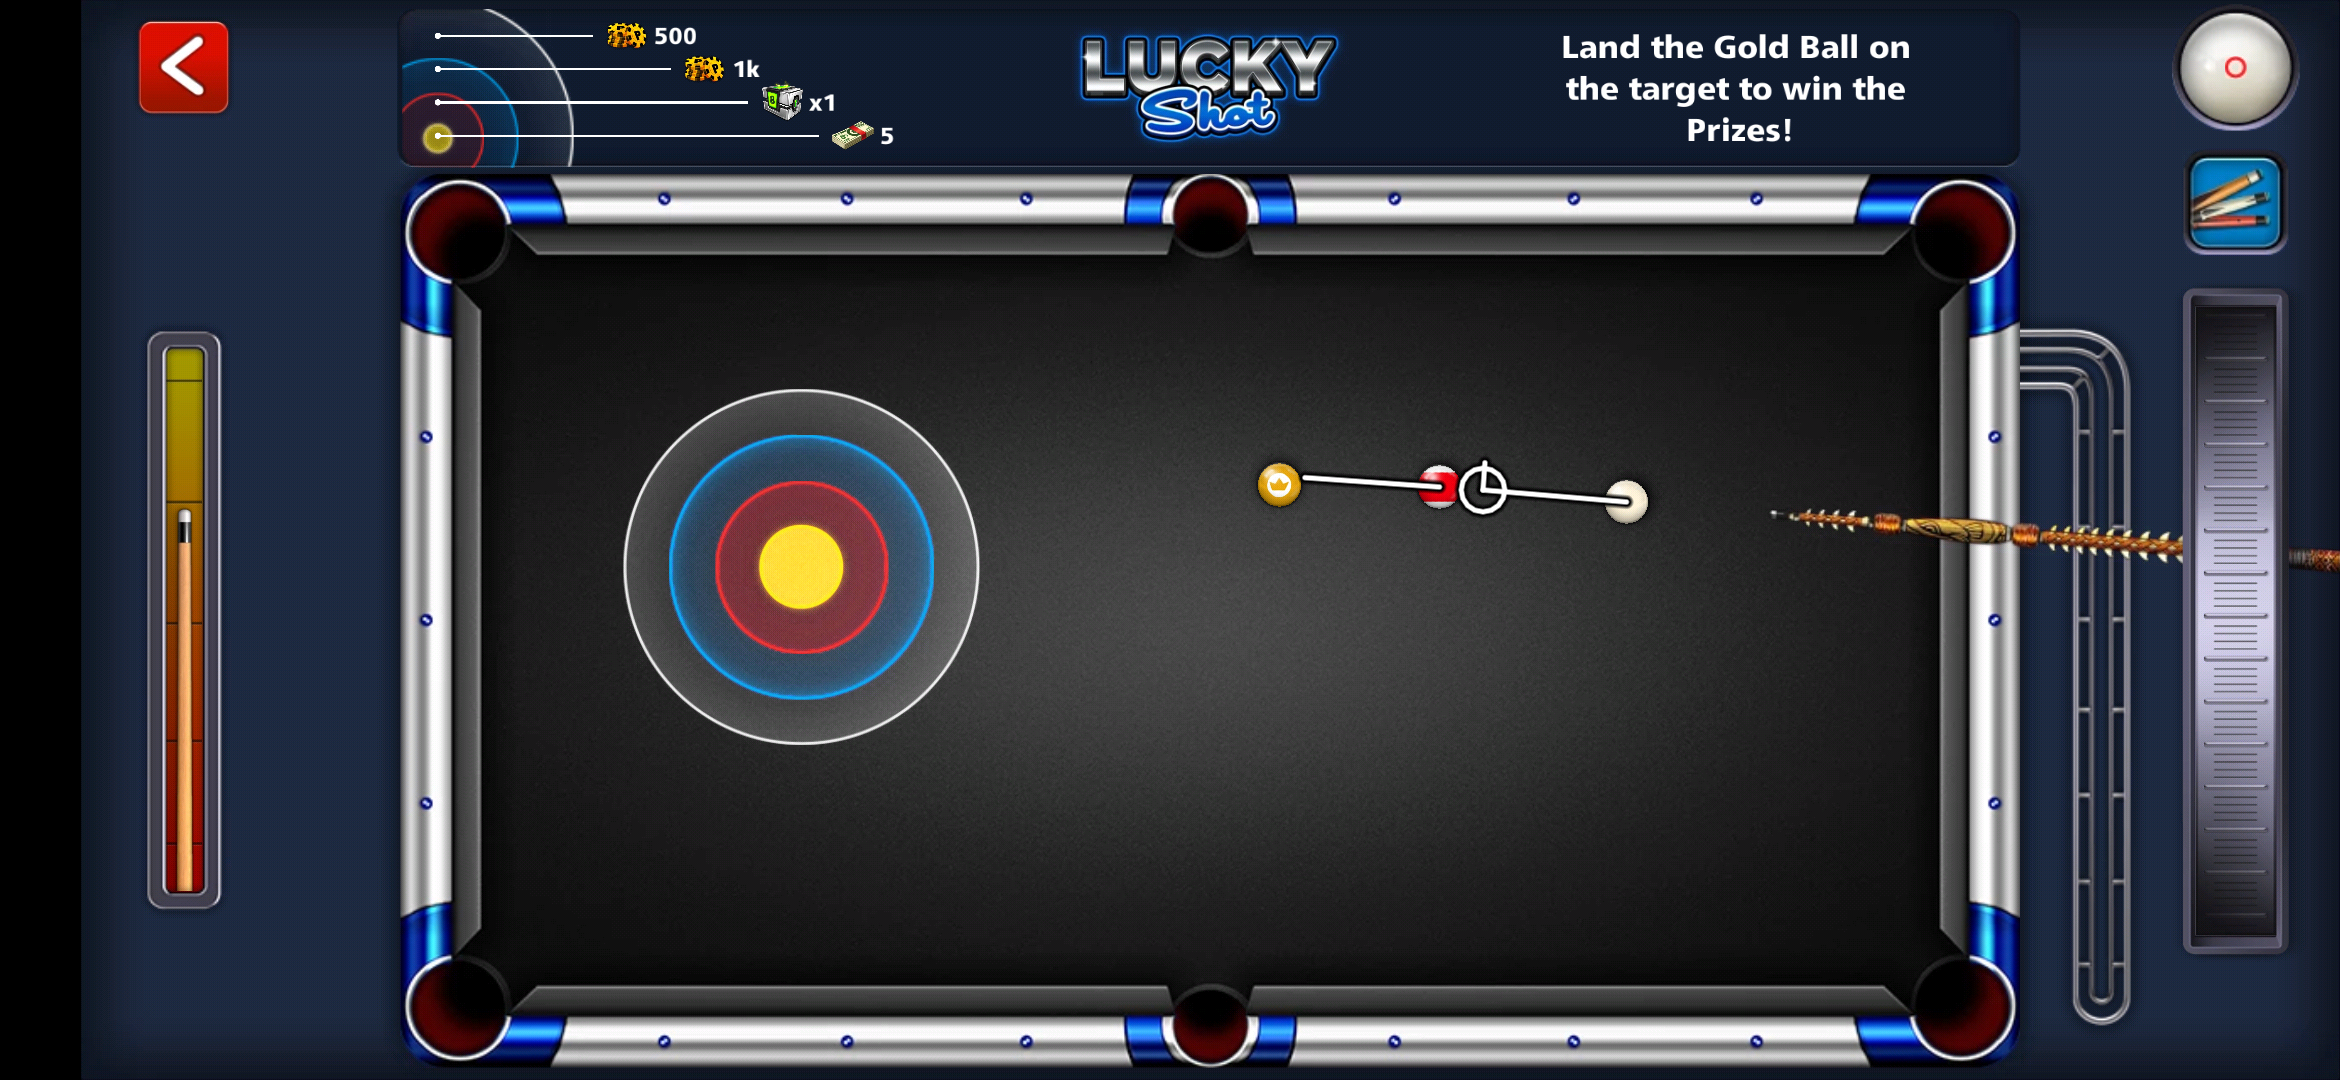 500
1k
x1
5
LUCKY
Shot
Land the Gold Ball on
the target to win the
Prizes!